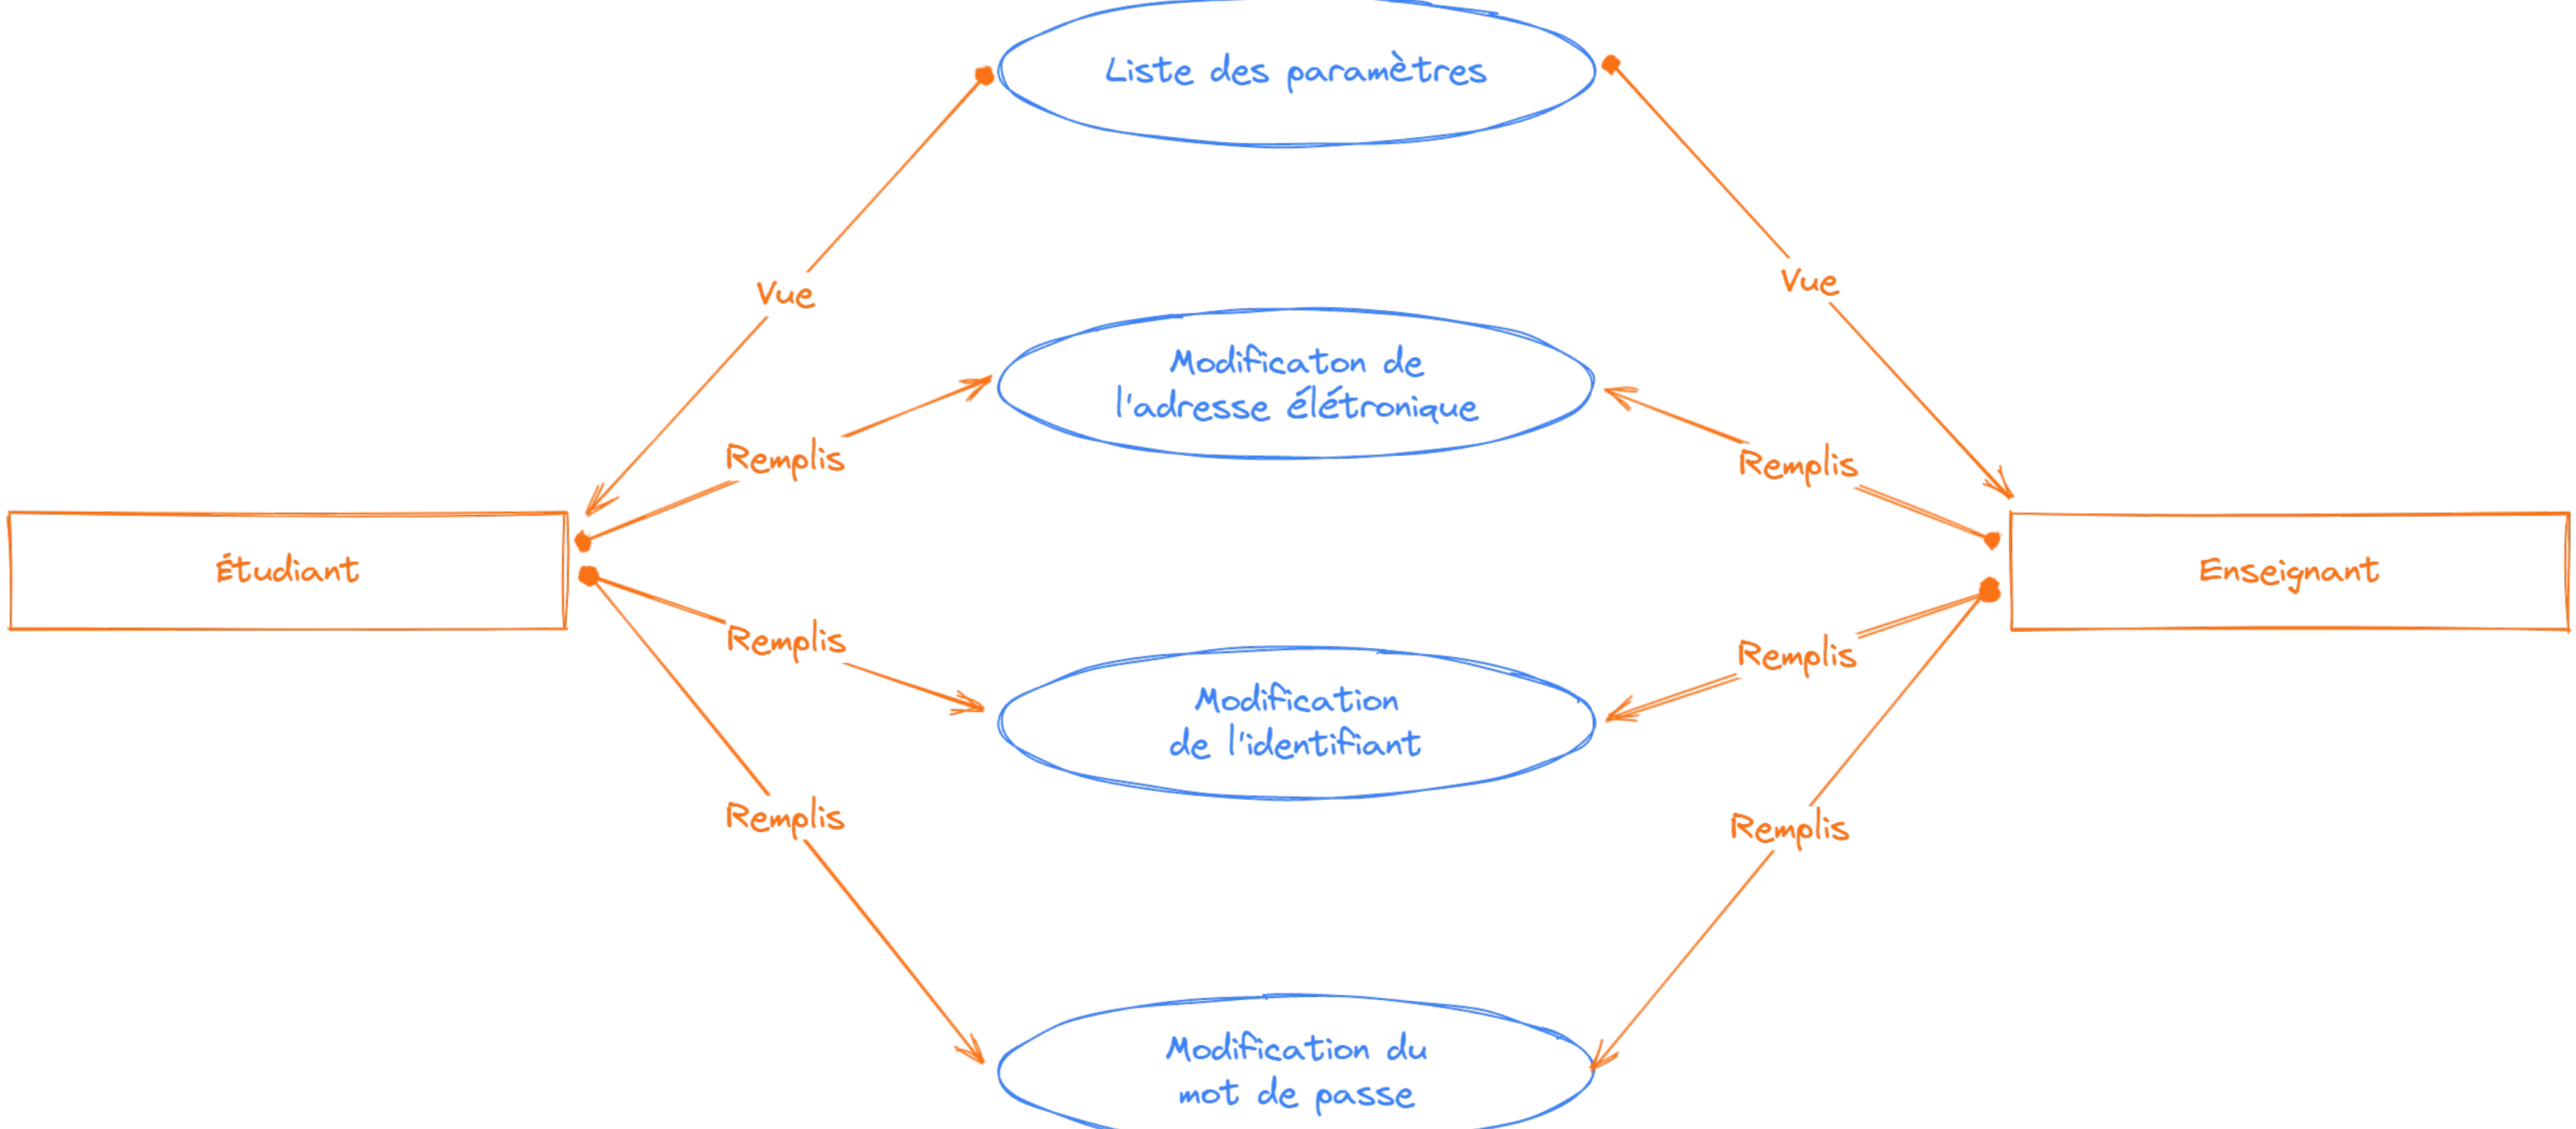 Liste des paramètres
Vue
Vue
Modificaton de
l'adresse élétronique
Remplis
Remplis
Étudiant
Enseignant
Remplis
Remplis
Modification
de l'identifiant
Remplis
Remplis
Modification du
mot de passe